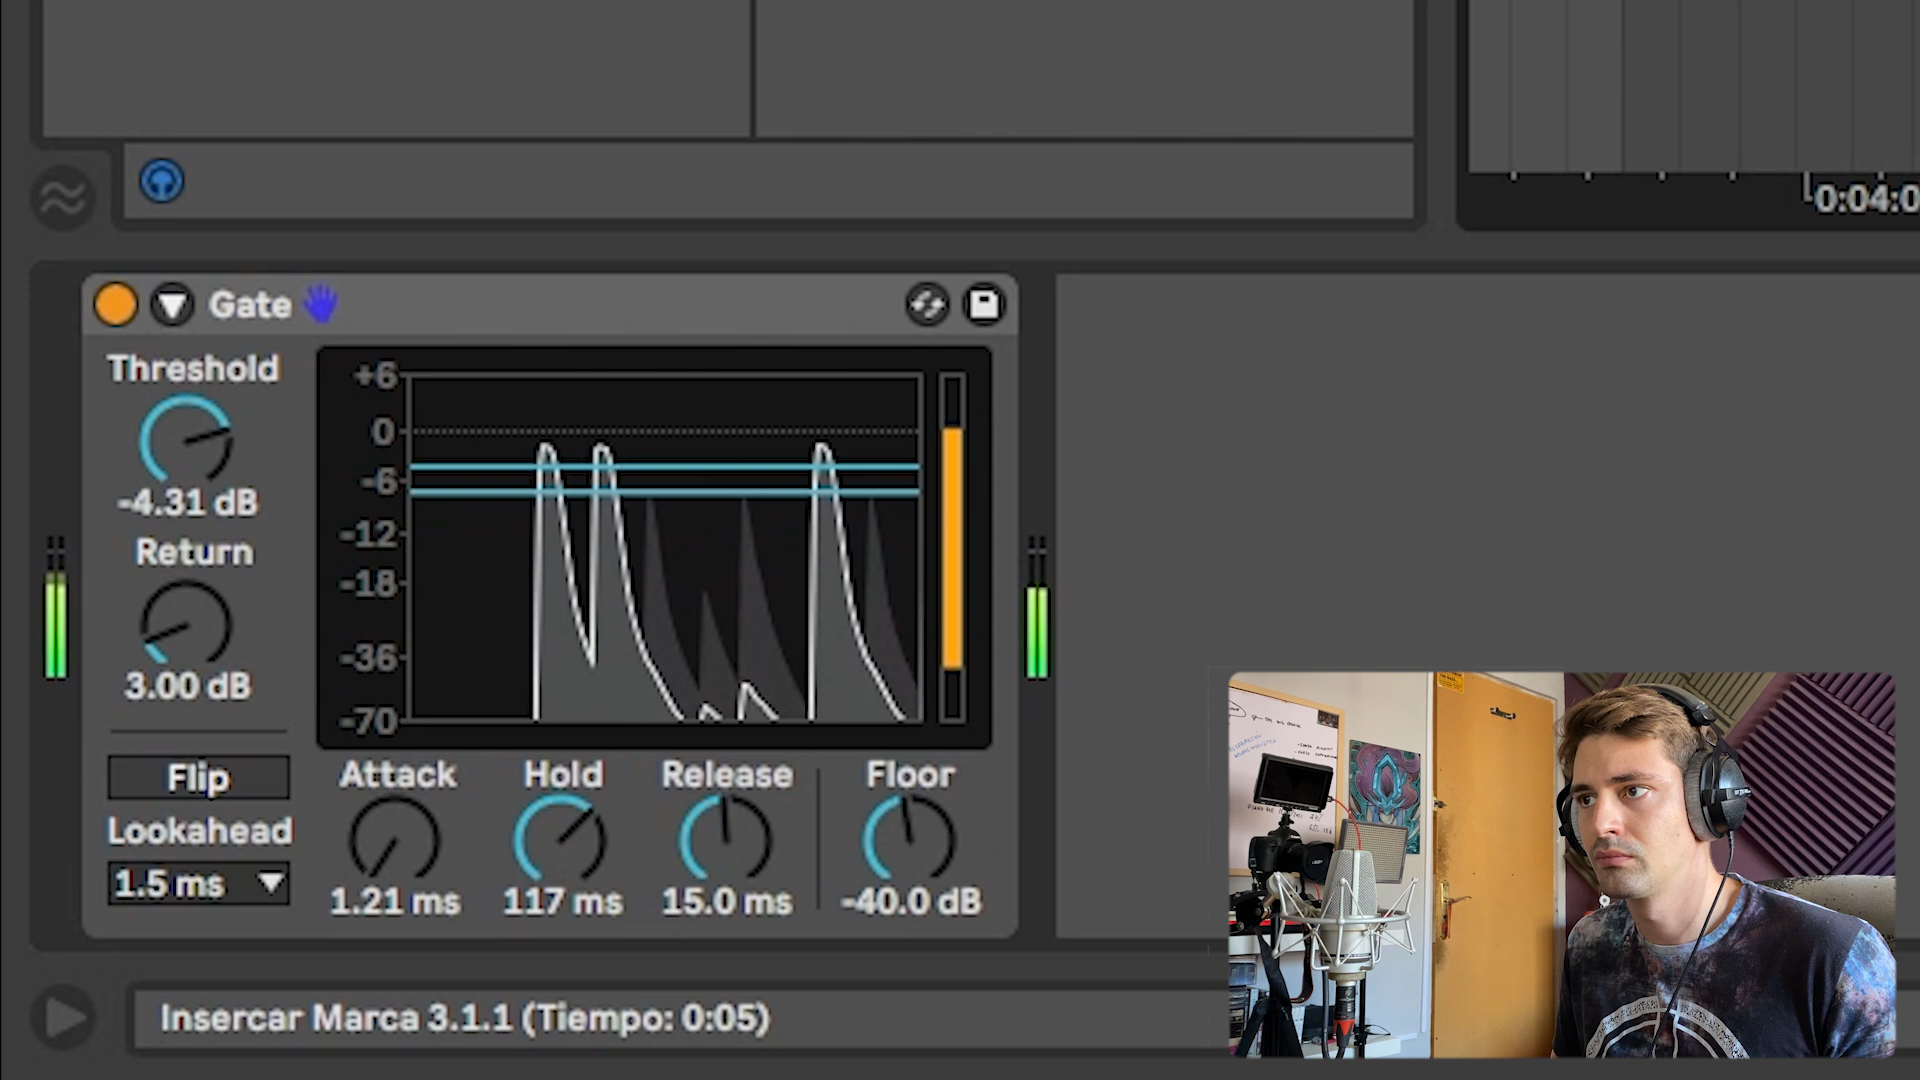 0:04:0
Gate
Threshold
-4.31 dB
Return
3.00 dB
Flip
Lookahead
1.5 ms
+6
0
-6
-12
-18
-36
-70
Attack
Hold
Release
Floor
1.21 ms
117 ms
15.0 ms
-40.0 dB
Insercar Marca 3.1.1 (Tiempo: 0:05)